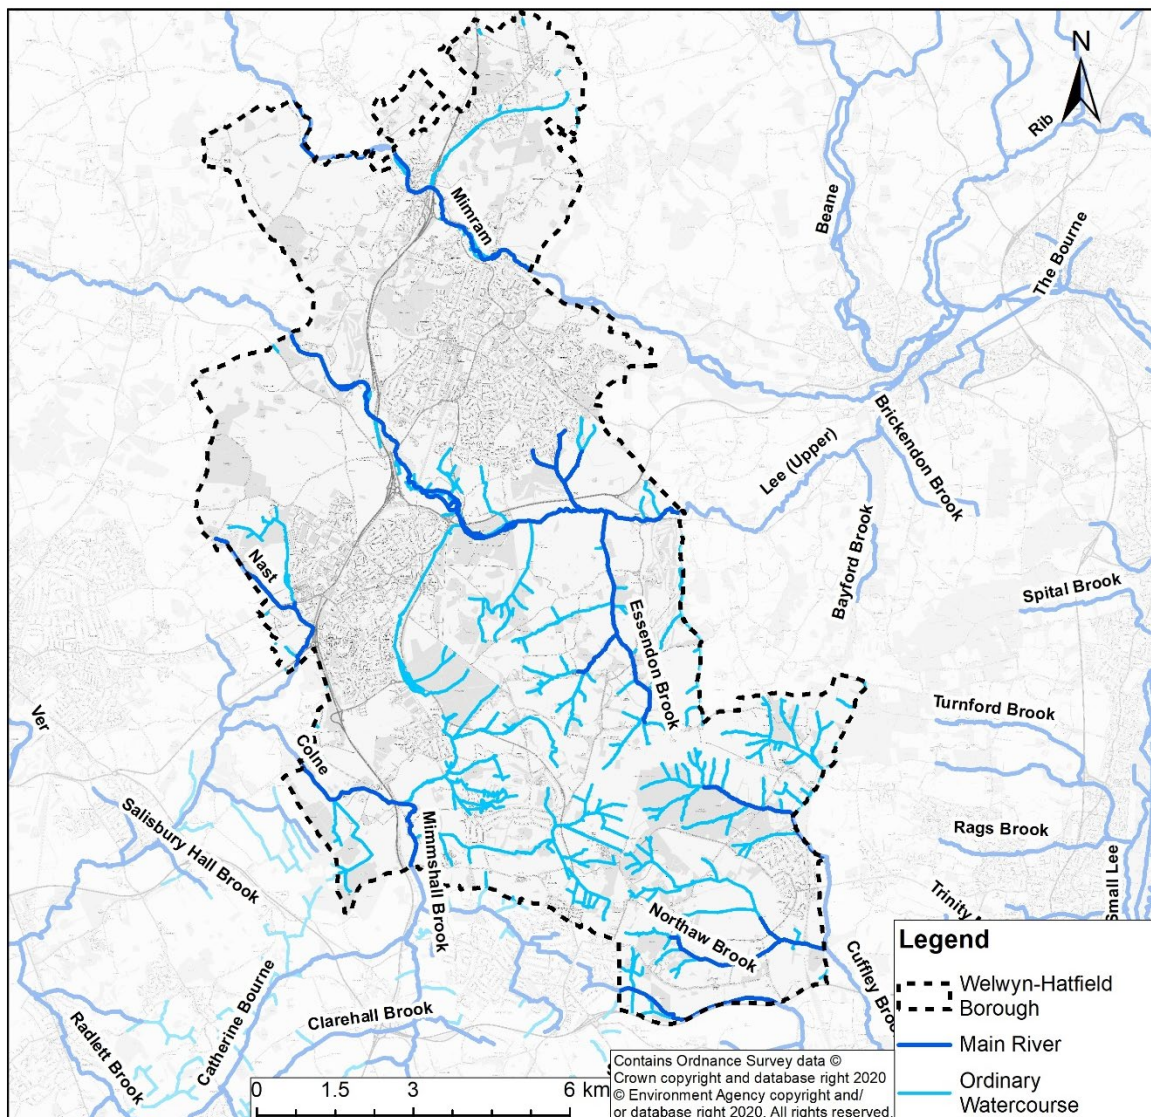 N
Rib
Beane
Mimram
The Bourne
Lee (Upper)
Brickendon Brook
Bayford Brook
Nast
Essendon Brook
Spital Brook
Ver
Colne
Turnford Brook
Salisbury Hall Brook
Mimmshall Brook
Rags Brook
Small Lee
Trinity
Northaw Brook
Cuffley Broo
Catherine Bourne
Clarehall Brook
Radlett Brook
Legend
Welwyn-Hatfield
Borough
Main River
Ordinary
Watercourse
0 1.5 3 6 km
Contains Ordnance Survey data ©
Crown copyright and database right 2020
© Environment Agency copyright and/
or database right 2020. All rights reserved.